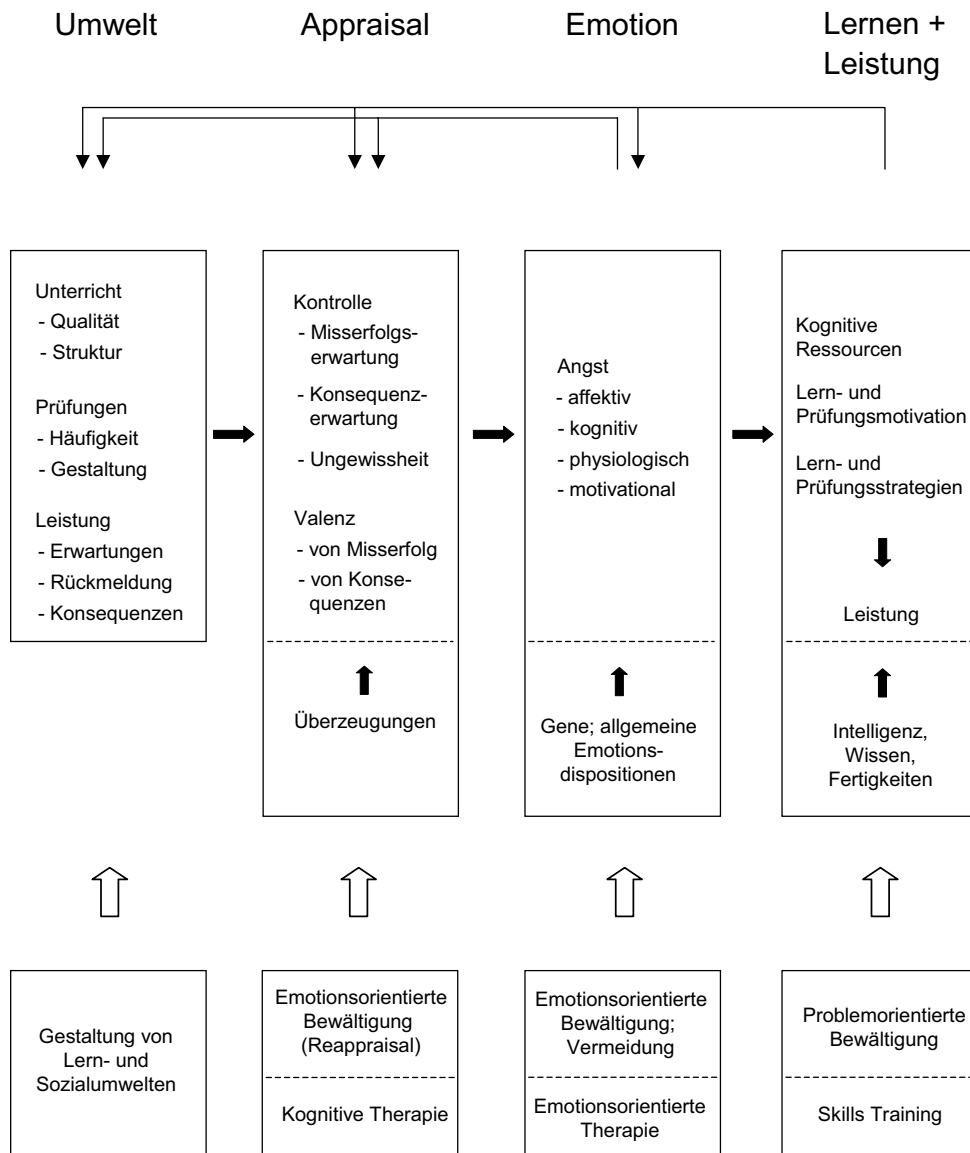 Umwelt
Appraisal
Emotion
Lernen +
Leistung
Unterricht
- Qualität
- Struktur
Prüfungen
- Häufigkeit
- Gestaltung
Leistung
- Erwartungen
- Rückmeldung
- Konsequenzen
Kontrolle
- Misserfolgs-
erwartung
- Konsequenz-
erwartung
- Ungewissheit
Valenz
- von Misserfolg
- von Konse-
quenzen
Überzeugungen
Angst
- affektiv
- kognitiv
- physiologisch
- motivational
Gene; allgemeine
Emotions-
dispositionen
Kognitive
Ressourcen
Lern- und
Prüfungsmotivation
Lern- und
Prüfungsstrategien
Leistung
Intelligenz,
Wissen,
Fertigkeiten
Gestaltung von
Lern- und
Sozialumwelten
Emotionsorientierte
Bewältigung
(Reappraisal)
Kognitive Therapie
Emotionsorientierte
Bewältigung;
Vermeidung
Emotionsorientierte
Therapie
Problemorientierte
Bewältigung
Skills Training